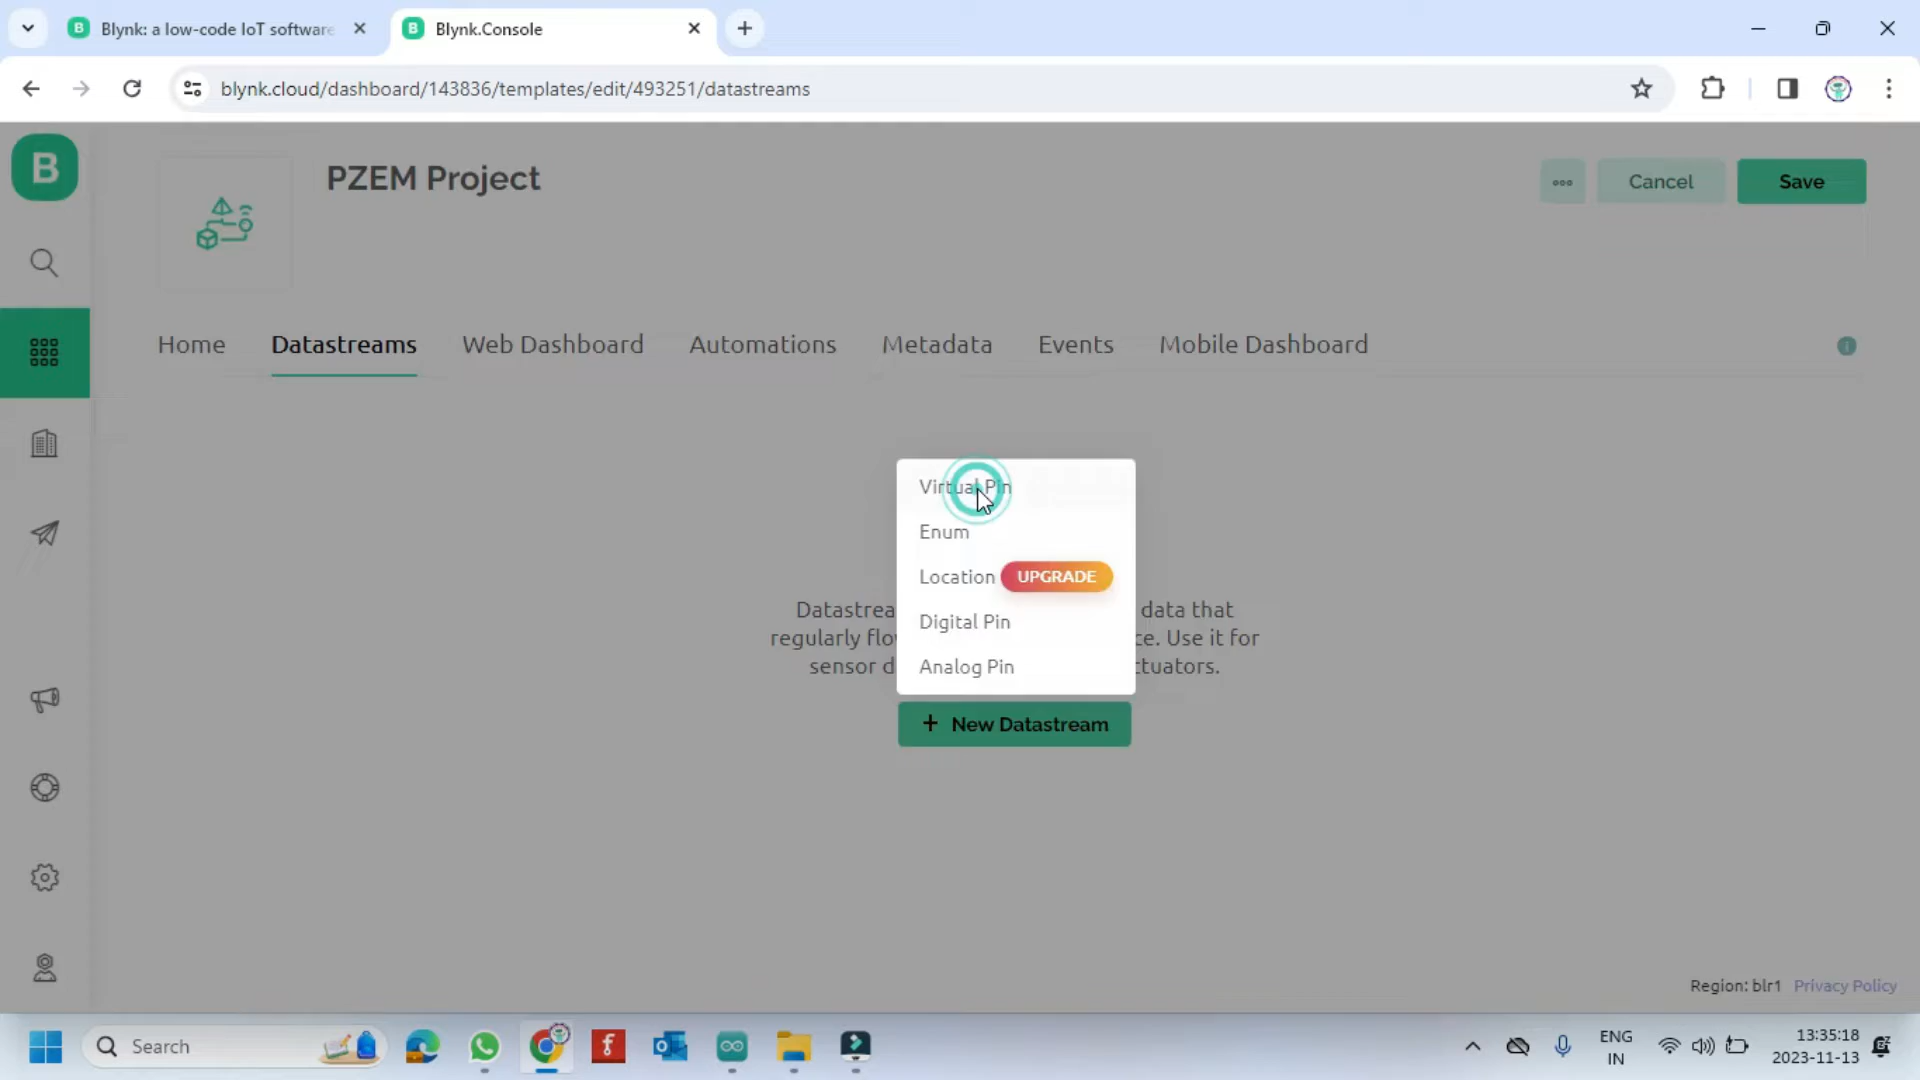 Blynk: a low-code IoT software
Blynk.Console
blynk.cloud/dashboard/143836/templates/edit/493251/datastreams
B
PZEM Project
Cancel
Save
Home
Datastreams
Web Dashboard
Automations
Metadata
Events
Mobile Dashboard
Virtual Pin
Enum
Location UPGRADE
Digital Pin
Analog Pin
Datastrea data that
regularly flo ce. Use it for
sensor d ctuators.
+ New Datastream
Region: blr1 Privacy Policy
Search
ENG
IN
13:35:18
2023-11-13